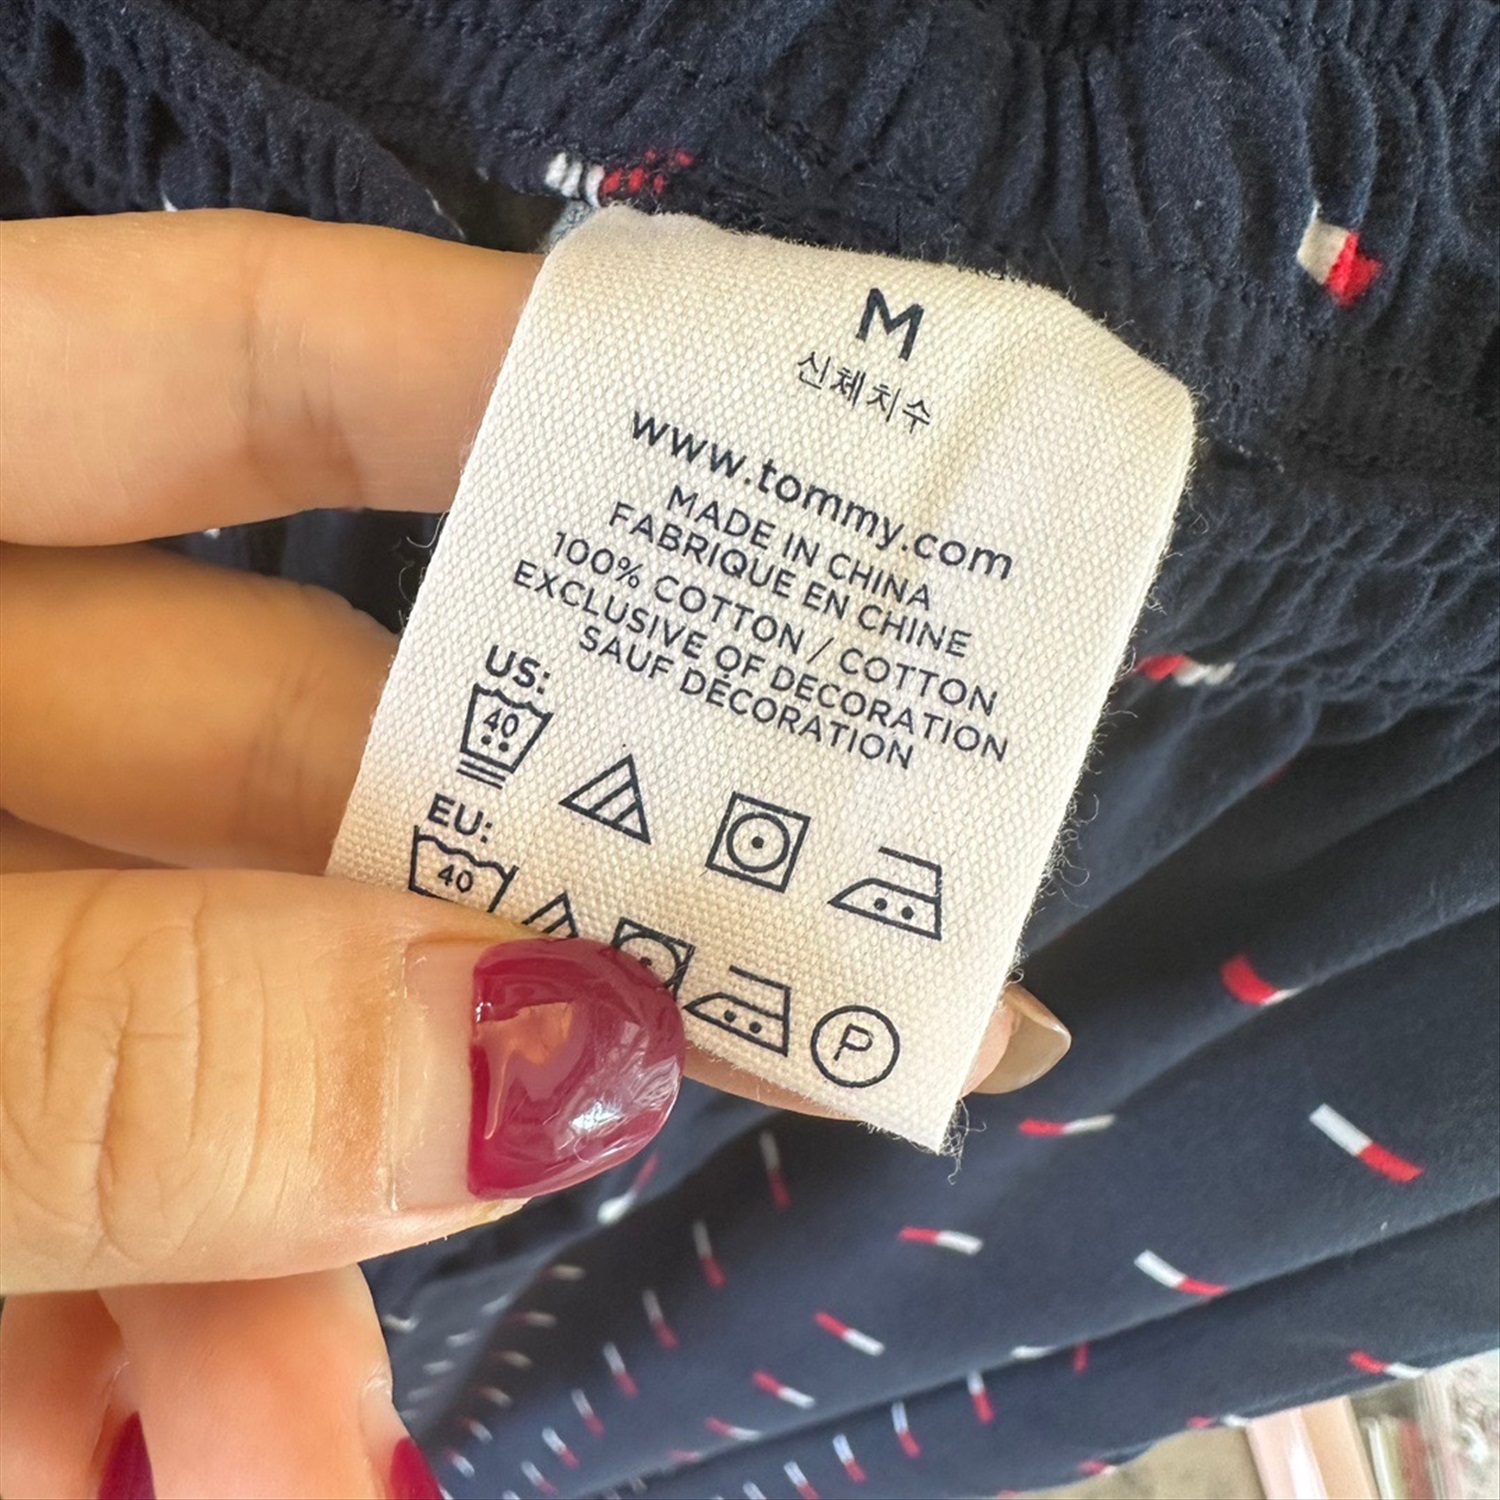 M
신체치수
www.tommy.com
MADE IN CHINA
FABRIQUE EN CHINE
100% COTTON / COTTON
EXCLUSIVE OF DECORATION
SAUF DÉCORATION
US:
40
EU:
40
P